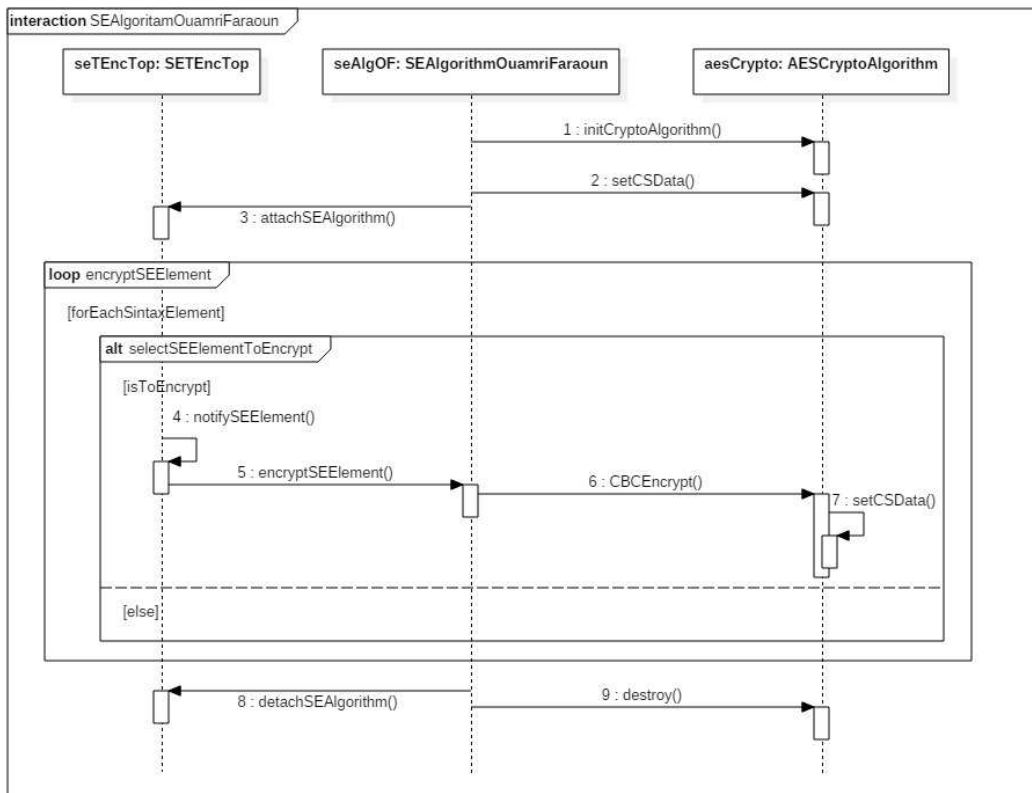 interaction SEAlgoritamOuamriFaraoun
seTEncTop: SETEncTop
seAlgOF: SEAlgorithmOuamriFaraoun
aesCrypto: AESCryptoAlgorithm
1 : initCryptoAlgorithm()
2 : setCSData()
3 : attachSEAlgorithm()
loop encryptSEElement
[forEachSintaxElement]
alt selectSEElementToEncrypt
[isToEncrypt]
4 : notifySEElement()
5 : encryptSEElement()
6 : CBCEncrypt()
7 : setCSData()
[else]
8 : detachSEAlgorithm()
9 : destroy()